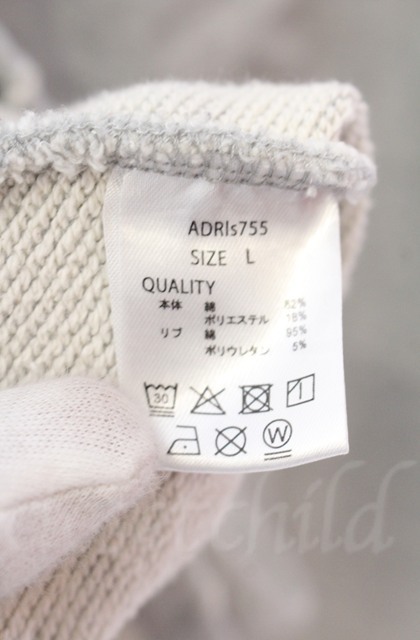 ADRIs755
SIZE L
QUALITY
本体 綿 82%
ポリエステル 18%
リブ 綿 95%
ポリウレタン 5%
30
W
child